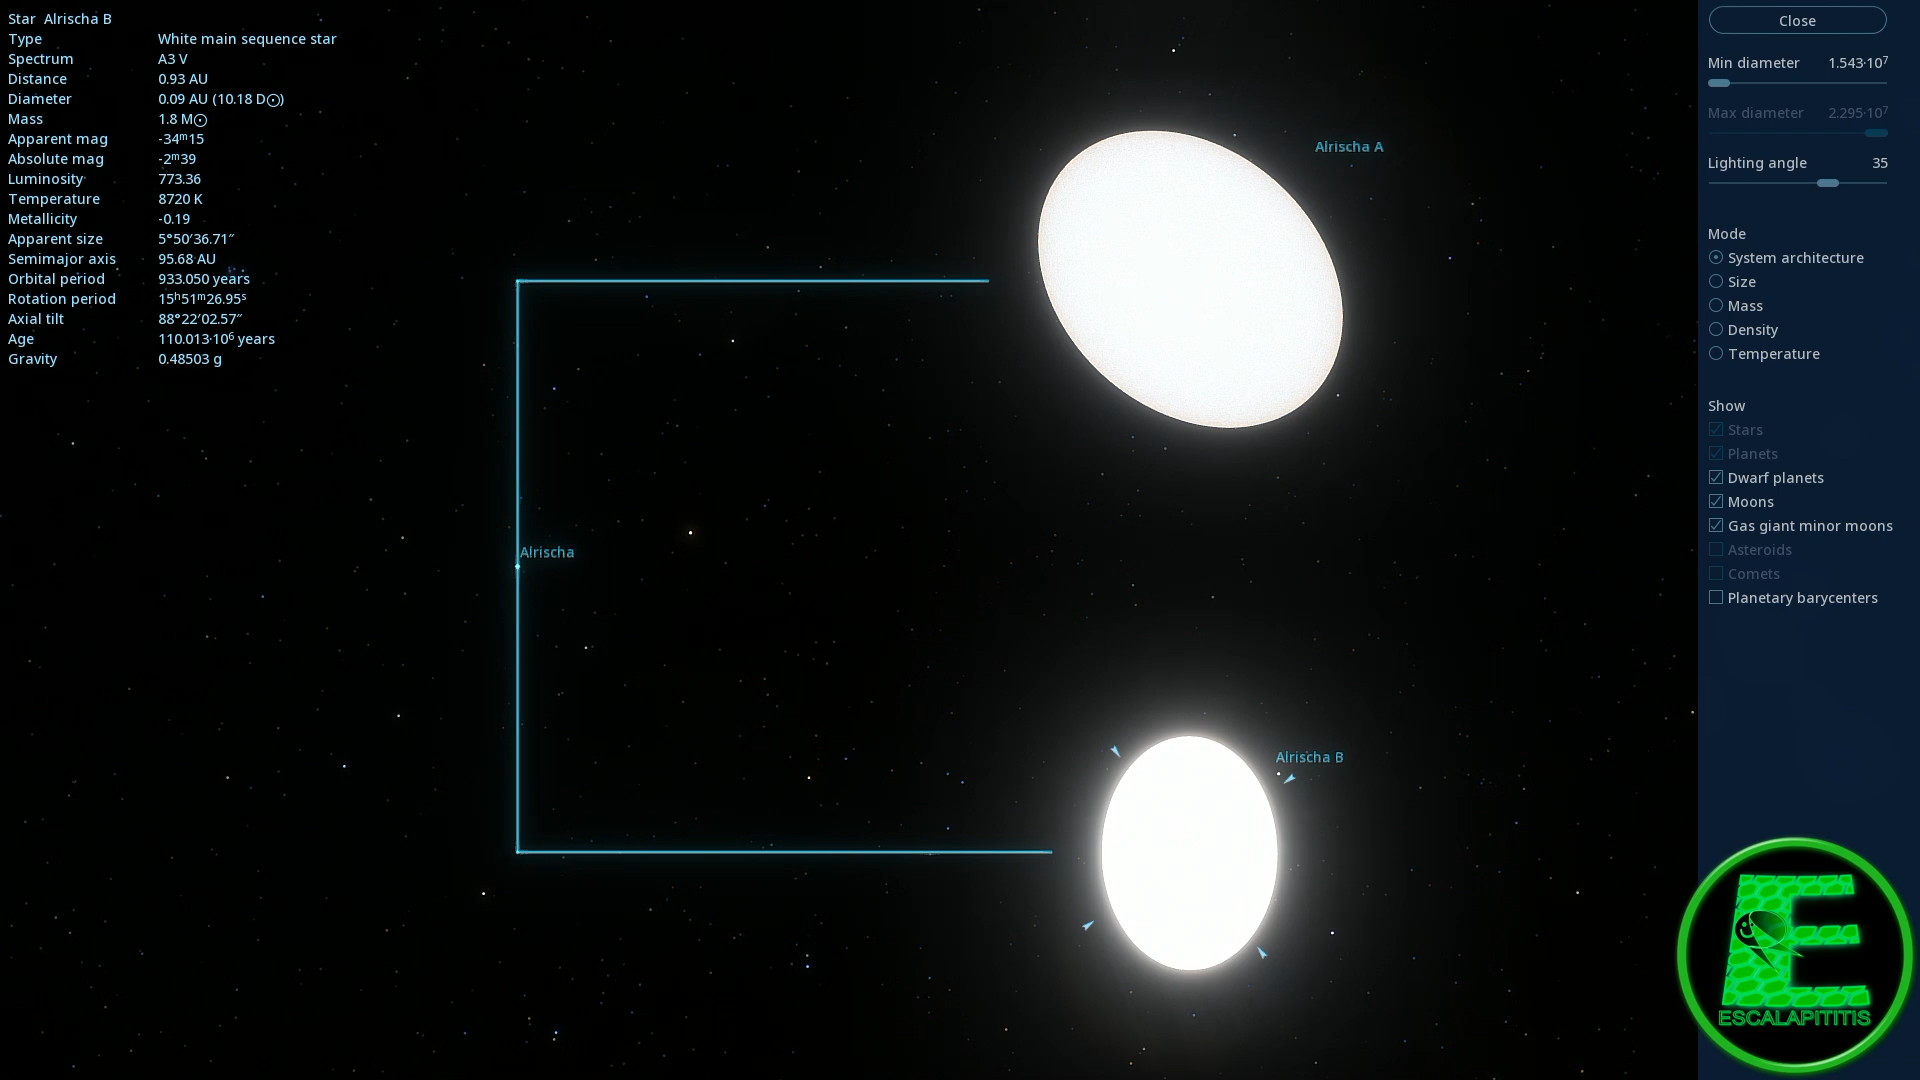 Star Alrischa B
Type White main sequence star
Spectrum A3 V
Distance 0.93 AU
Diameter 0.09 AU (10.18 D☉)
Mass 1.8 M☉
Apparent mag -34ᵐ15
Absolute mag -2ᵐ39
Luminosity 773.36
Temperature 8720 K
Metallicity -0.19
Apparent size 5°50′36.71″
Semimajor axis 95.68 AU
Orbital period 933.050 years
Rotation period 15ʰ51ᵐ26.95ˢ
Axial tilt 88°22′02.57″
Age 110.013·10⁶ years
Gravity 0.48503 g
Alrischa A
Alrischa
Alrischa B
Close
Min diameter 1.543·10⁷
Max diameter 2.295·10⁷
Lighting angle 35
Mode
System architecture
Size
Mass
Density
Temperature
Show
Stars
Planets
Dwarf planets
Moons
Gas giant minor moons
Asteroids
Comets
Planetary barycenters
E
ESCALAPITITIS